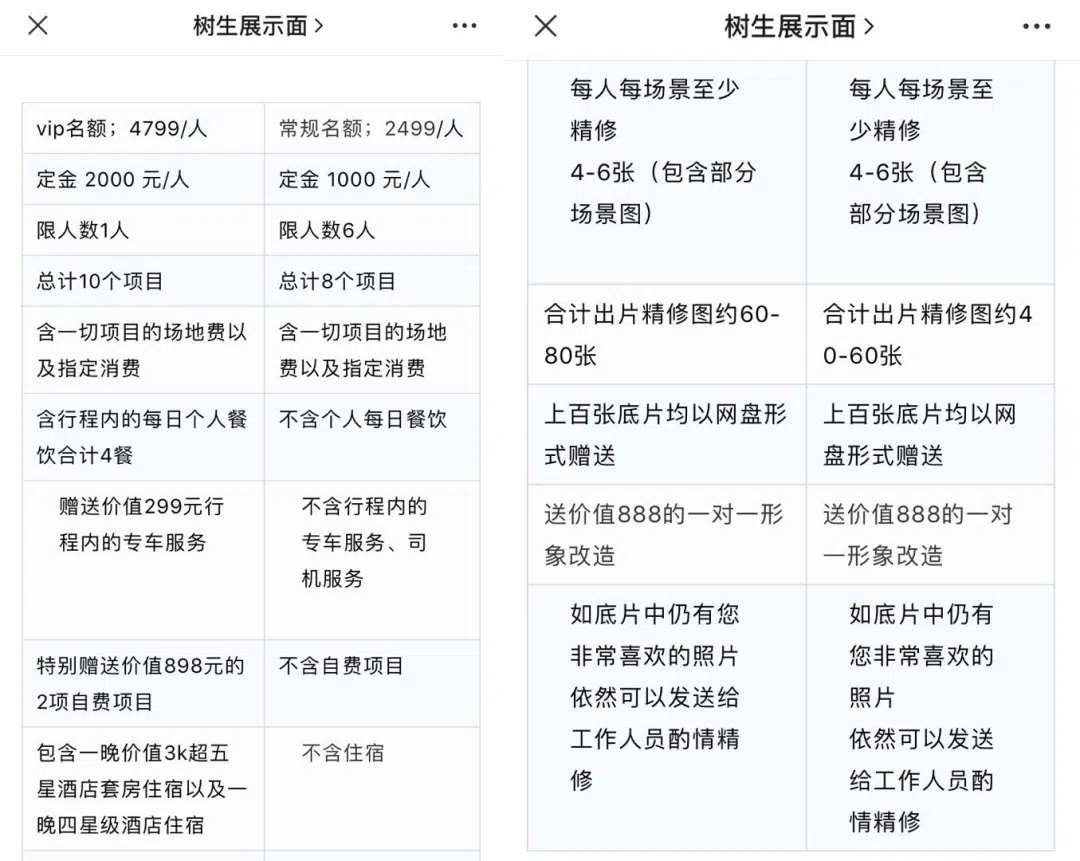 树生展示面
vip名额；4799/人
常规名额；2499/人
定金 2000 元/人
定金 1000 元/人
限人数1人
限人数6人
总计10个项目
总计8个项目
含一切项目的场地费以
及指定消费
含一切项目的场地
费以及指定消费
含行程内的每日个人餐
饮合计4餐
不含个人每日餐饮
赠送价值299元行
程内的专车服务
不含行程内的
专车服务、司
机服务
特别赠送价值898元的
2项自费项目
不含自费项目
包含一晚价值3k超五
星酒店套房住宿以及一
晚四星级酒店住宿
不含住宿
树生展示面
每人每场景至少
精修
4-6张（包含部分
场景图）
每人每场景至
少精修
4-6张（包含
部分场景图）
合计出片精修图约60-
80张
合计出片精修图约4
0-60张
上百张底片均以网盘形
式赠送
上百张底片均以网
盘形式赠送
送价值888的一对一形
象改造
送价值888的一对
一形象改造
如底片中仍有您
非常喜欢的照片
依然可以发送给
工作人员酌情精
修
如底片中仍有
您非常喜欢的
照片
依然可以发送
给工作人员酌
情精修